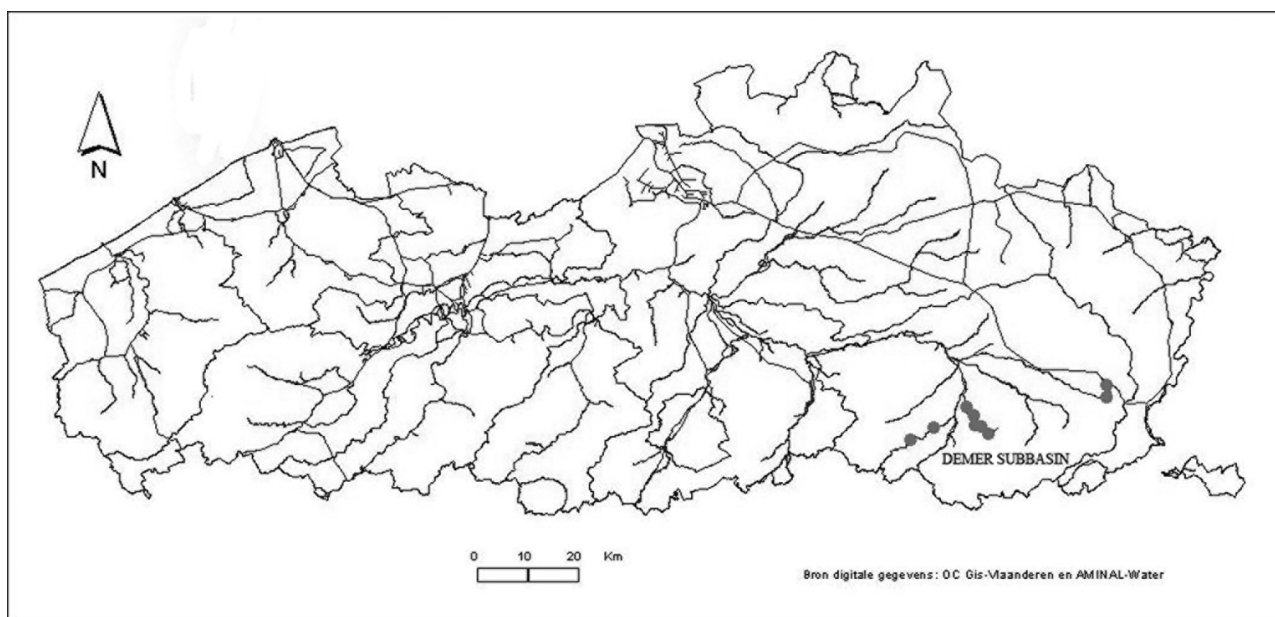 N
DEMER SUBBASIN
0 10 20 Km
Bron digitale gegevens: OC Gis-Vlaanderen en AMINAL-Water